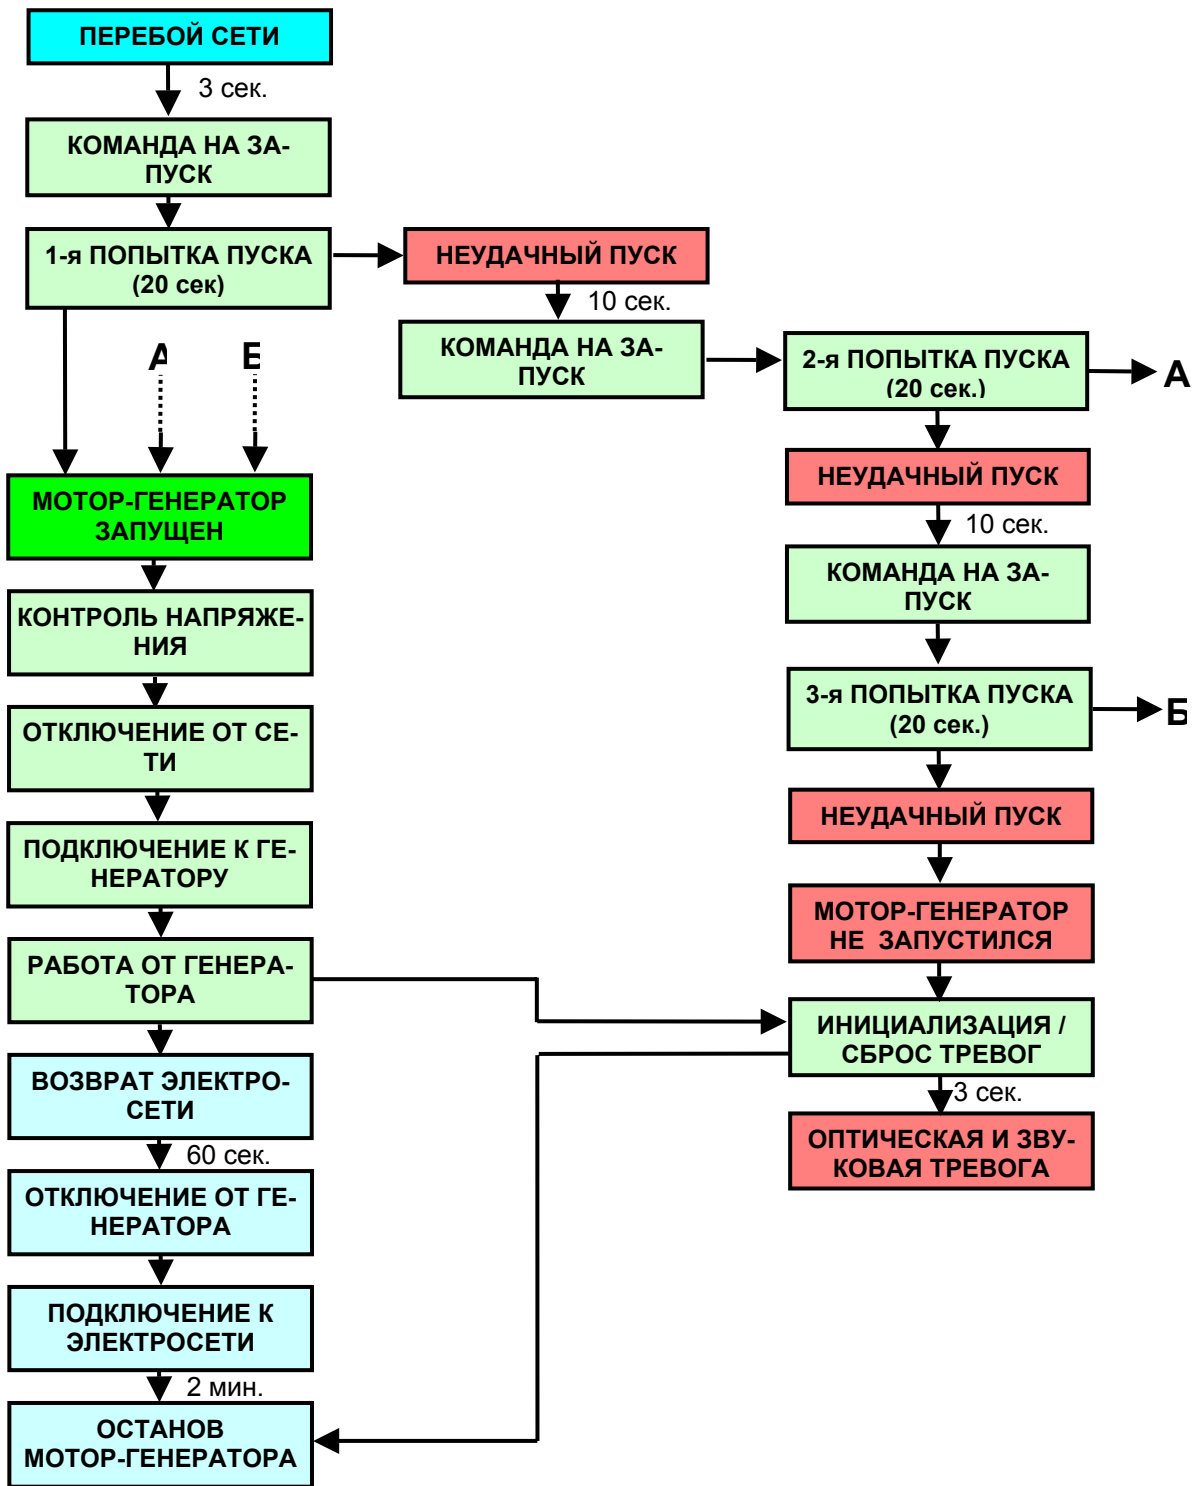 ПЕРЕБОЙ СЕТИ
3 сек.
КОМАНДА НА ЗА-
ПУСК
1-я ПОПЫТКА ПУСКА
(20 сек)
НЕУДАЧНЫЙ ПУСК
10 сек.
КОМАНДА НА ЗА-
ПУСК
2-я ПОПЫТКА ПУСКА
(20 сек.)
А
НЕУДАЧНЫЙ ПУСК
10 сек.
КОМАНДА НА ЗА-
ПУСК
3-я ПОПЫТКА ПУСКА
(20 сек.)
Б
НЕУДАЧНЫЙ ПУСК
МОТОР-ГЕНЕРАТОР
НЕ ЗАПУСТИЛСЯ
ИНИЦИАЛИЗАЦИЯ /
СБРОС ТРЕВОГ
3 сек.
ОПТИЧЕСКАЯ И ЗВУ-
КОВАЯ ТРЕВОГА
А Б
МОТОР-ГЕНЕРАТОР
ЗАПУЩЕН
КОНТРОЛЬ НАПРЯЖЕ-
НИЯ
ОТКЛЮЧЕНИЕ ОТ СЕ-
ТИ
ПОДКЛЮЧЕНИЕ К ГЕ-
НЕРАТОРУ
РАБОТА ОТ ГЕНЕРА-
ТОРА
ВОЗВРАТ ЭЛЕКТРО-
СЕТИ
60 сек.
ОТКЛЮЧЕНИЕ ОТ ГЕ-
НЕРАТОРА
ПОДКЛЮЧЕНИЕ К
ЭЛЕКТРОСЕТИ
2 мин.
ОСТАНОВ
МОТОР-ГЕНЕРАТОРА